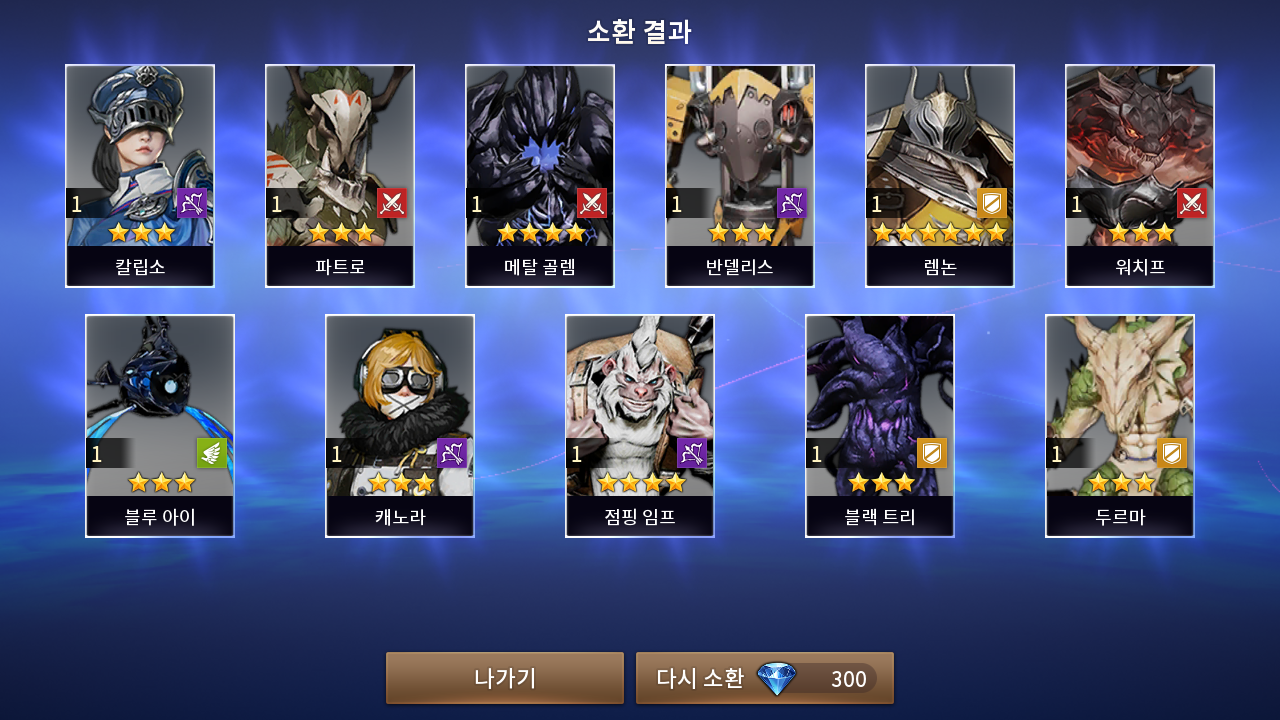 소환 결과
1 1 1 1 1 1
칼립소 파트로 메탈 골렘 반델리스 렘논 워치프
1 1 1 1 1
블루 아이 캐노라 점핑 임프 블랙 트리 두르마
나가기 다시 소환 300